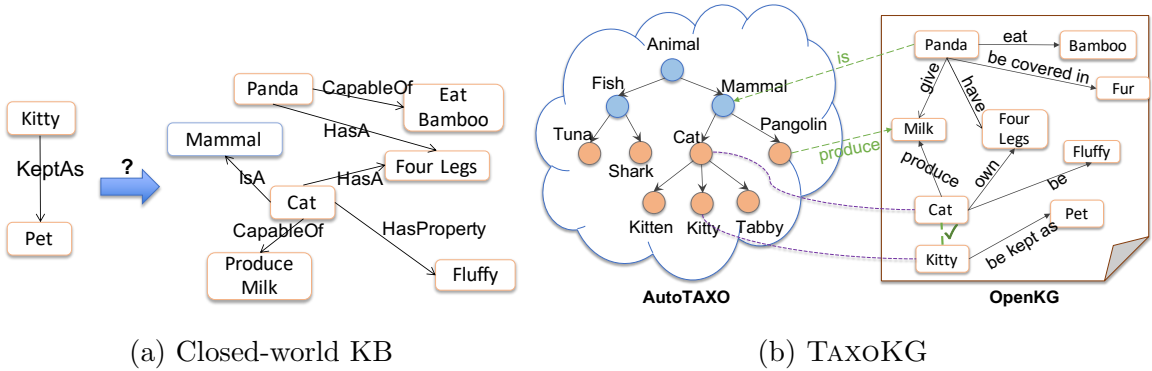 Kitty
KeptAs
Pet
?
Panda
CapableOf
Eat
Bamboo
HasA
Mammal
Four Legs
IsA
HasA
Cat
CapableOf
HasProperty
Produce
Milk
Fluffy
(a) Closed-world KB
Animal
Fish
Mammal
Tuna
Shark
Cat
Pangolin
Kitten
Kitty
Tabby
AutoTAXO
is
produce
Panda
eat
Bamboo
be covered in
Fur
give
have
Milk
Four
Legs
Fluffy
produce
own
be
Cat
Pet
be kept as
Kitty
OpenKG
(b) TAXOKG